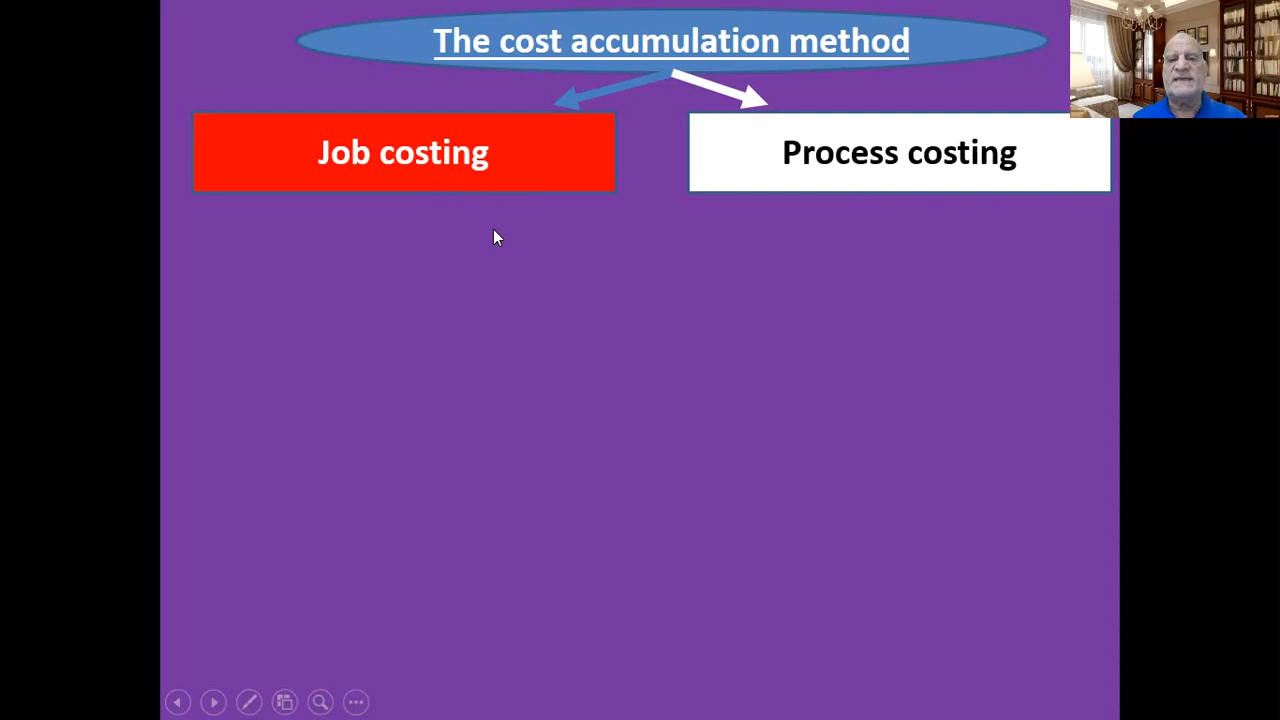 The cost accumulation method
Job costing
Process costing